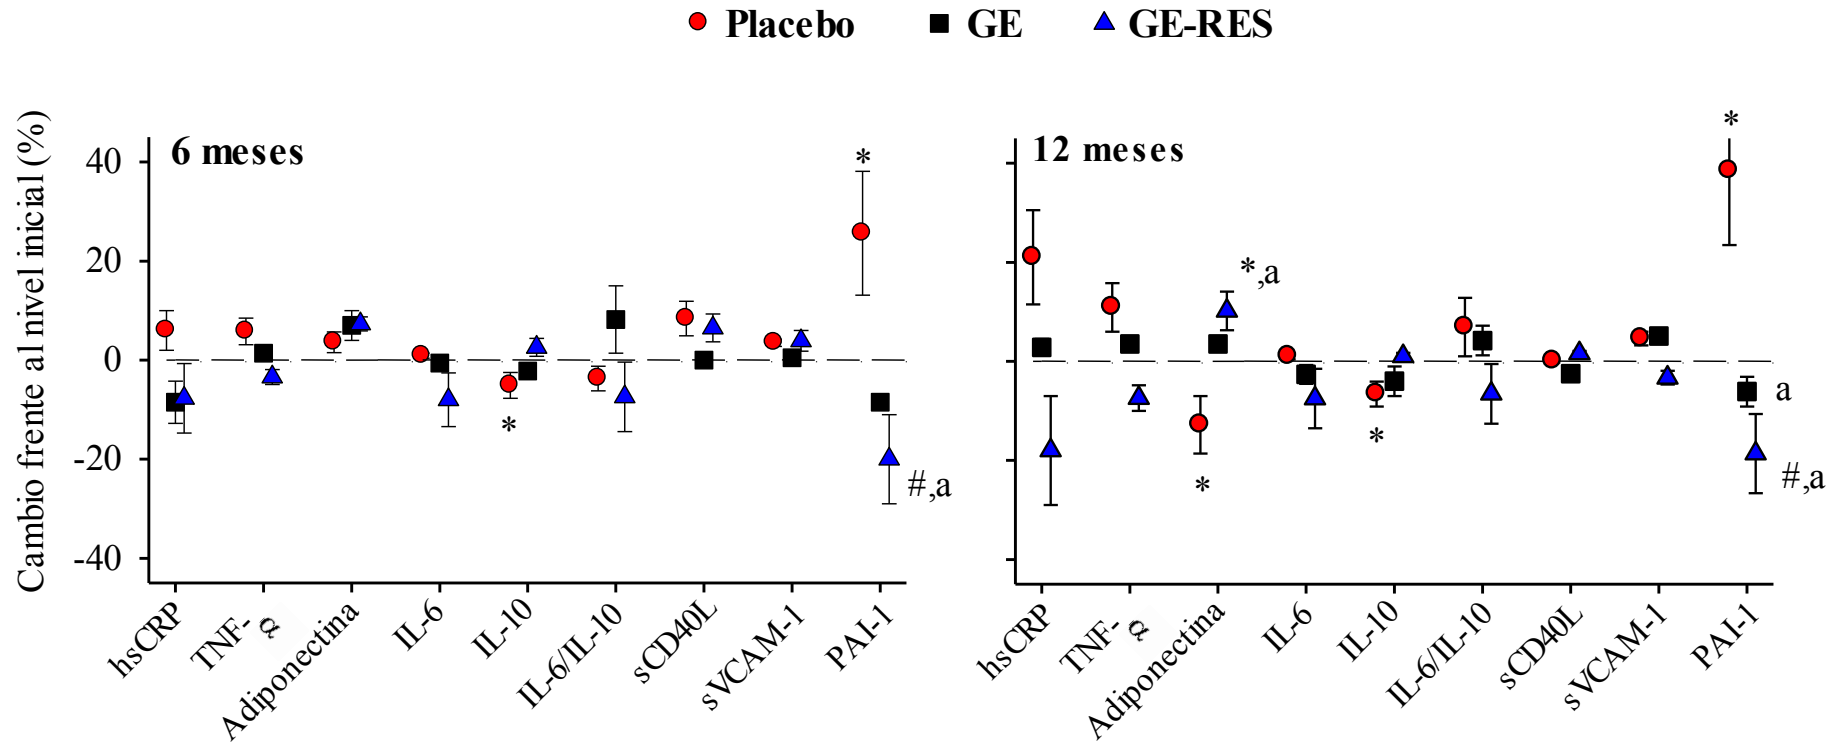 Placebo GE GE-RES
Cambio frente al nivel inicial (%)
6 meses
40
20
0
-20
-40
*
*
#,a
hsCRP
TNF-α
Adiponectina
IL-6
IL-10
IL-6/IL-10
sCD40L
sVCAM-1
PAI-1
12 meses
*
*,a
*
*
a
#,a
hsCRP
TNF-α
Adiponectina
IL-6
IL-10
IL-6/IL-10
sCD40L
sVCAM-1
PAI-1